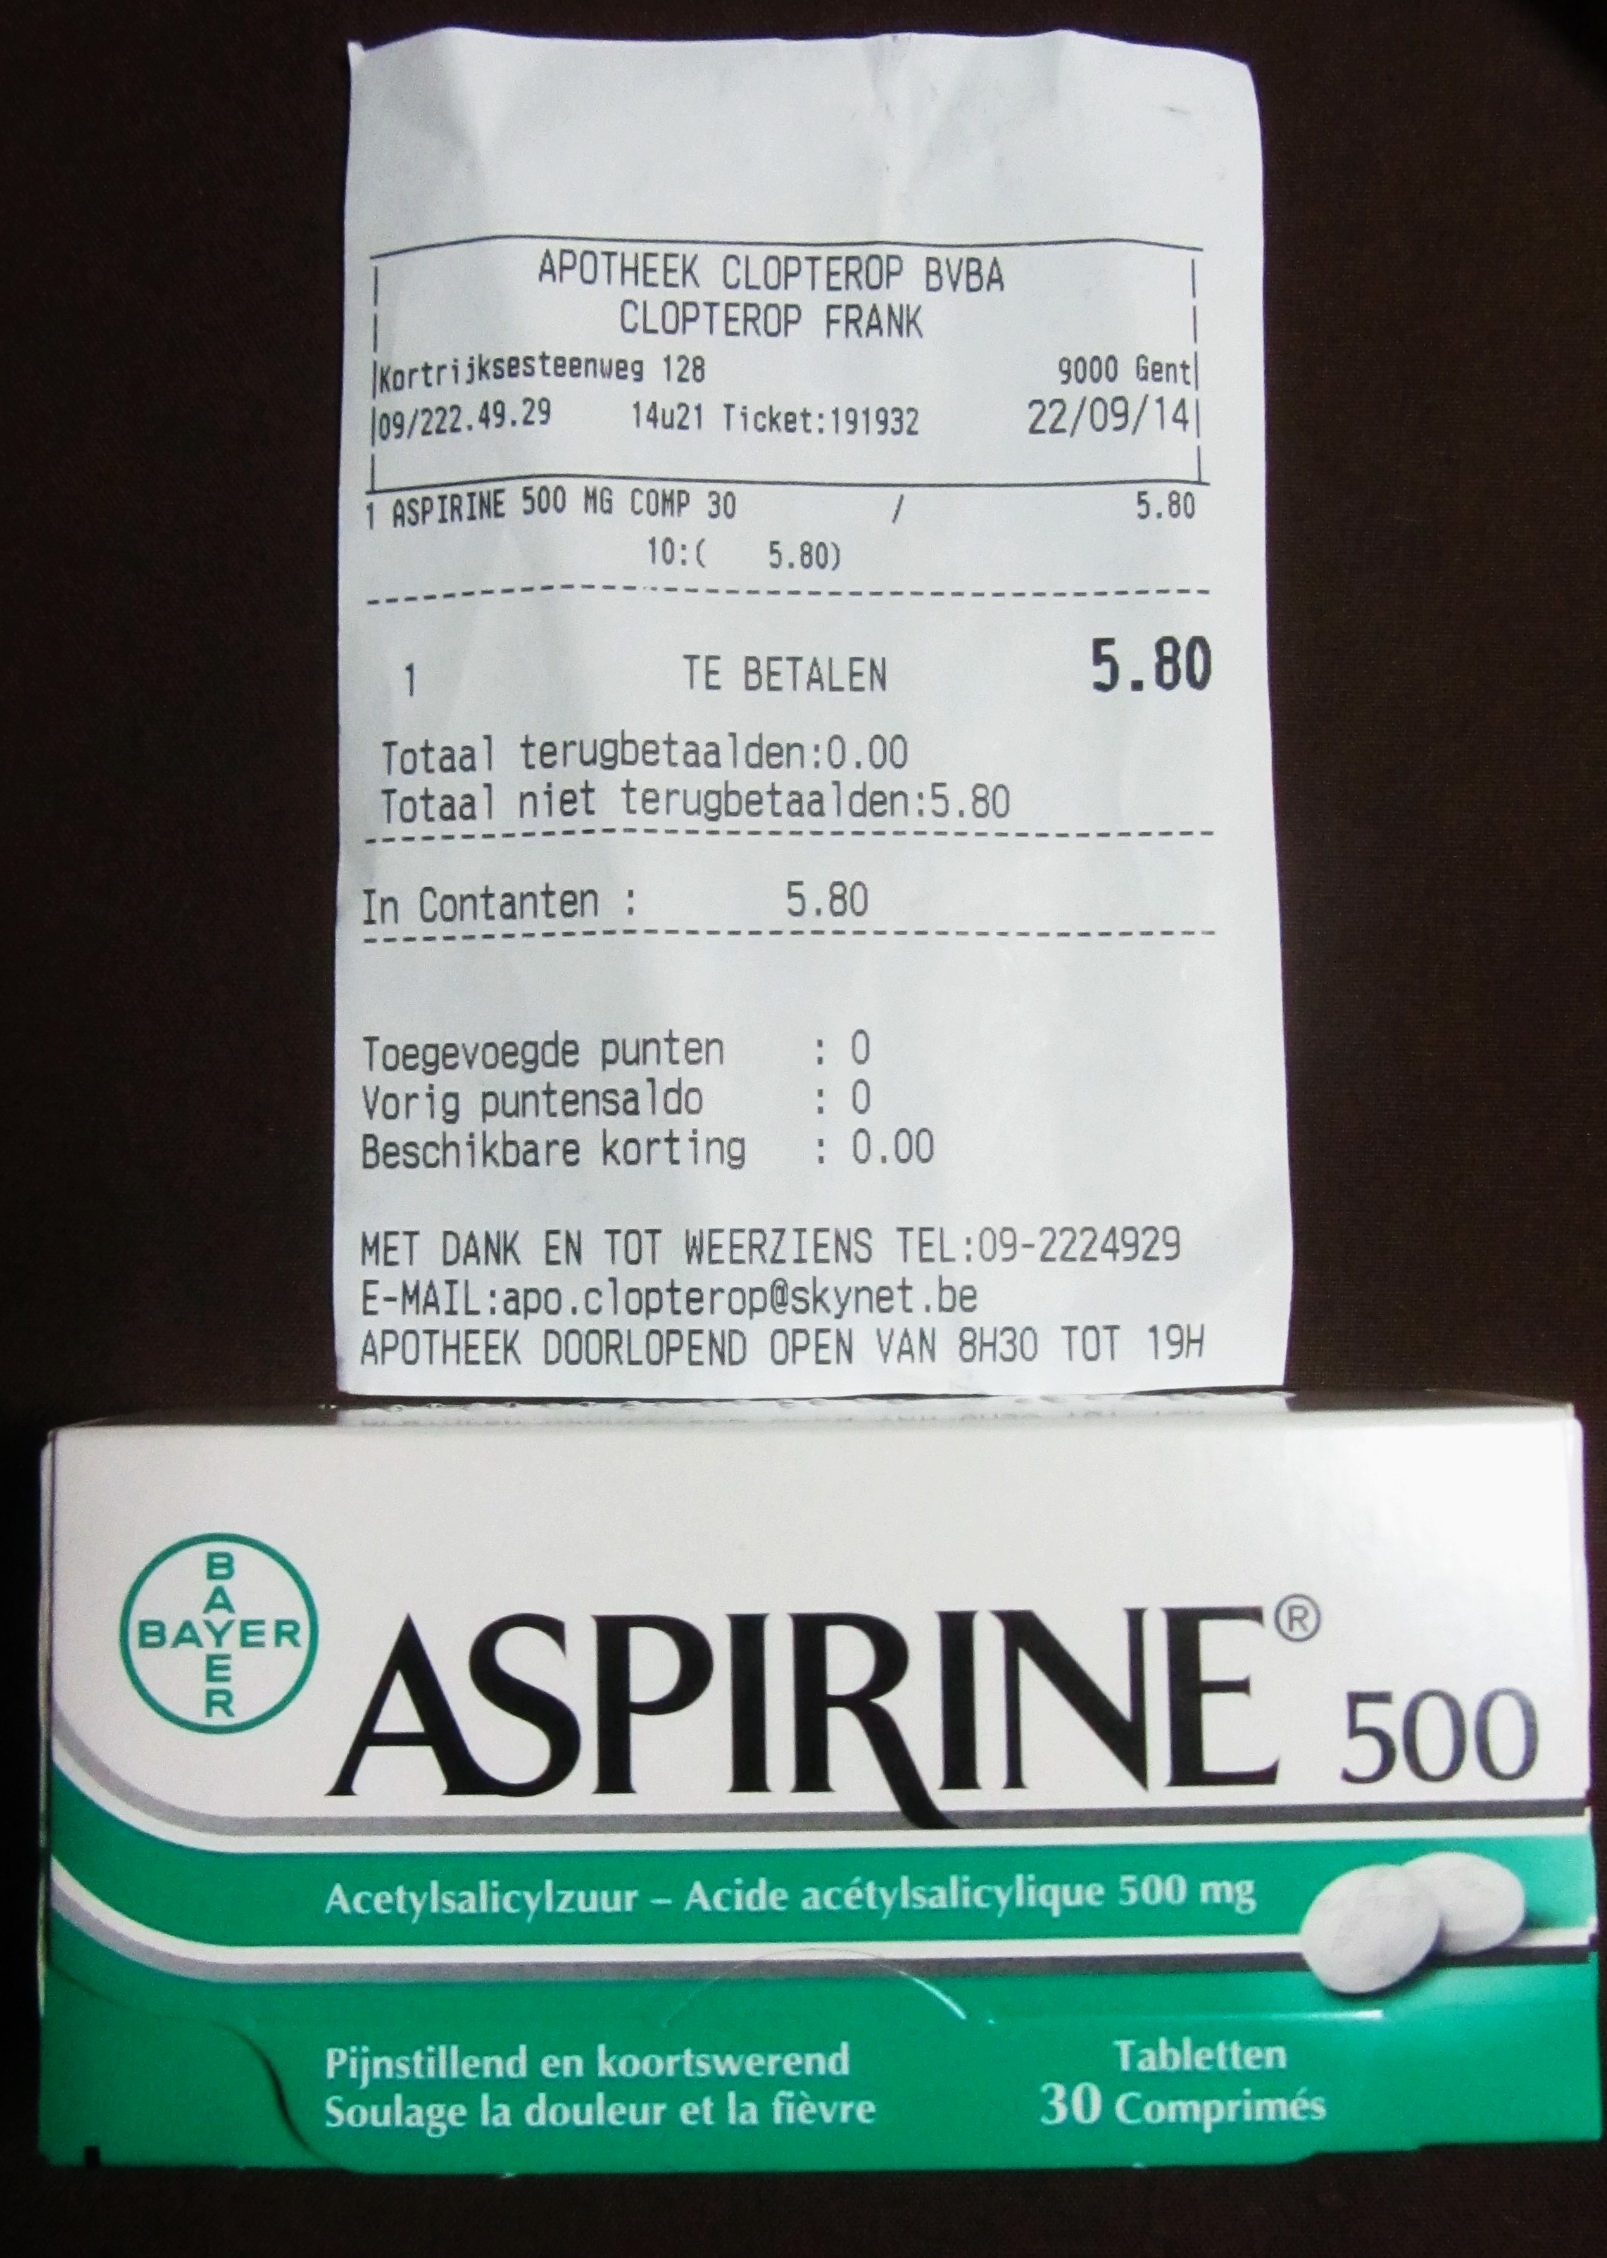 APOTHEEK CLOPTEROP BVBA
CLOPTEROP FRANK
Kortrijksesteenweg 128 9000 Gent
09/222.49.29 14u21 Ticket:191932 22/09/14
1 ASPIRINE 500 MG COMP 30 / 5.80
10:( 5.80)
1 TE BETALEN 5.80
Totaal terugbetaalden:0.00
Totaal niet terugbetaalden:5.80
In Contanten : 5.80
Toegevoegde punten : 0
Vorig puntensaldo : 0
Beschikbare korting : 0.00
MET DANK EN TOT WEERZIENS TEL:09-2224929
E-MAIL:apo.clopterop@skynet.be
APOTHEEK DOORLOPEND OPEN VAN 8H30 TOT 19H
BAYER
BAYER
ASPIRINE® 500
Acetylsalicylzuur – Acide acétylsalicylique 500 mg
Pijnstillend en koortswerend
Soulage la douleur et la fièvre
Tabletten
30 Comprimés